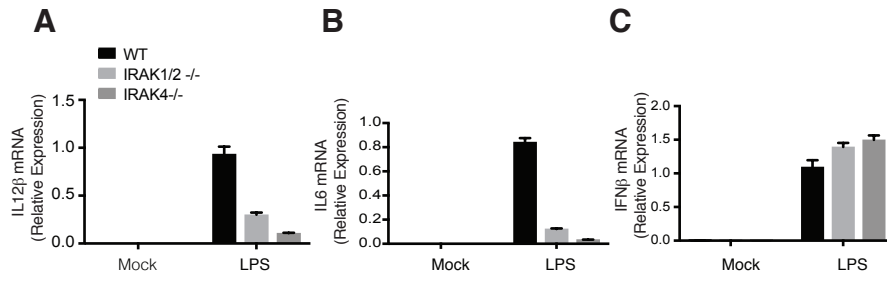 A
WT
IRAK1/2 -/-
IRAK4-/-
IL12β mRNA
(Relative Expression)
1.5
1.0
0.5
0.0
Mock
LPS
B
IL6 mRNA
(Relative Expression)
1.0
0.8
0.6
0.4
0.2
0.0
Mock
LPS
C
IFNβ mRNA
(Relative Expression)
2.0
1.5
1.0
0.5
0.0
Mock
LPS